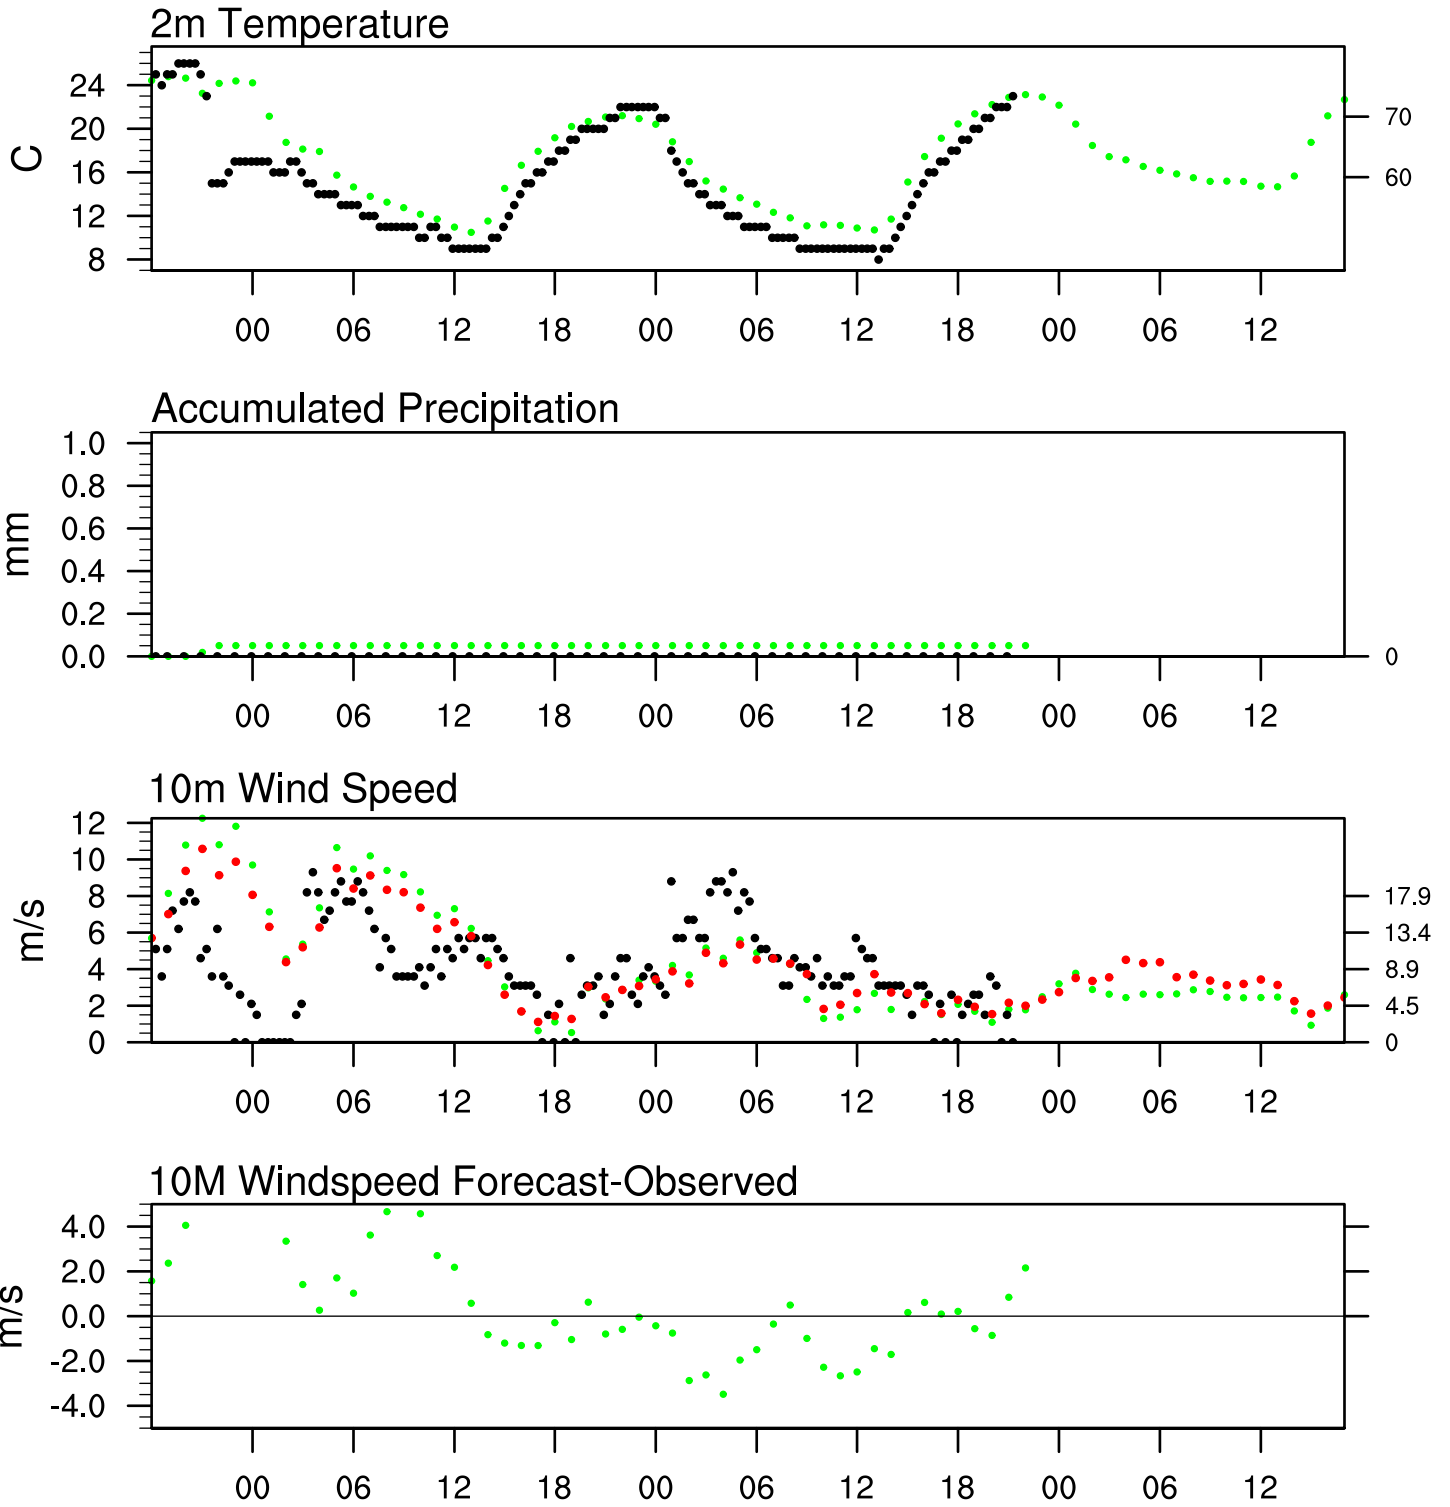 2m Temperature
24
20
16
12
8
C
70
60
00 06 12 18 00 06 12 18 00 06 12
Accumulated Precipitation
1.0
0.8
0.6
0.4
0.2
0.0
mm
0
00 06 12 18 00 06 12 18 00 06 12
10m Wind Speed
12
10
8
6
4
2
0
m/s
17.9
13.4
8.9
4.5
0
00 06 12 18 00 06 12 18 00 06 12
10M Windspeed Forecast-Observed
4.0
2.0
0.0
-2.0
-4.0
m/s
00 06 12 18 00 06 12 18 00 06 12